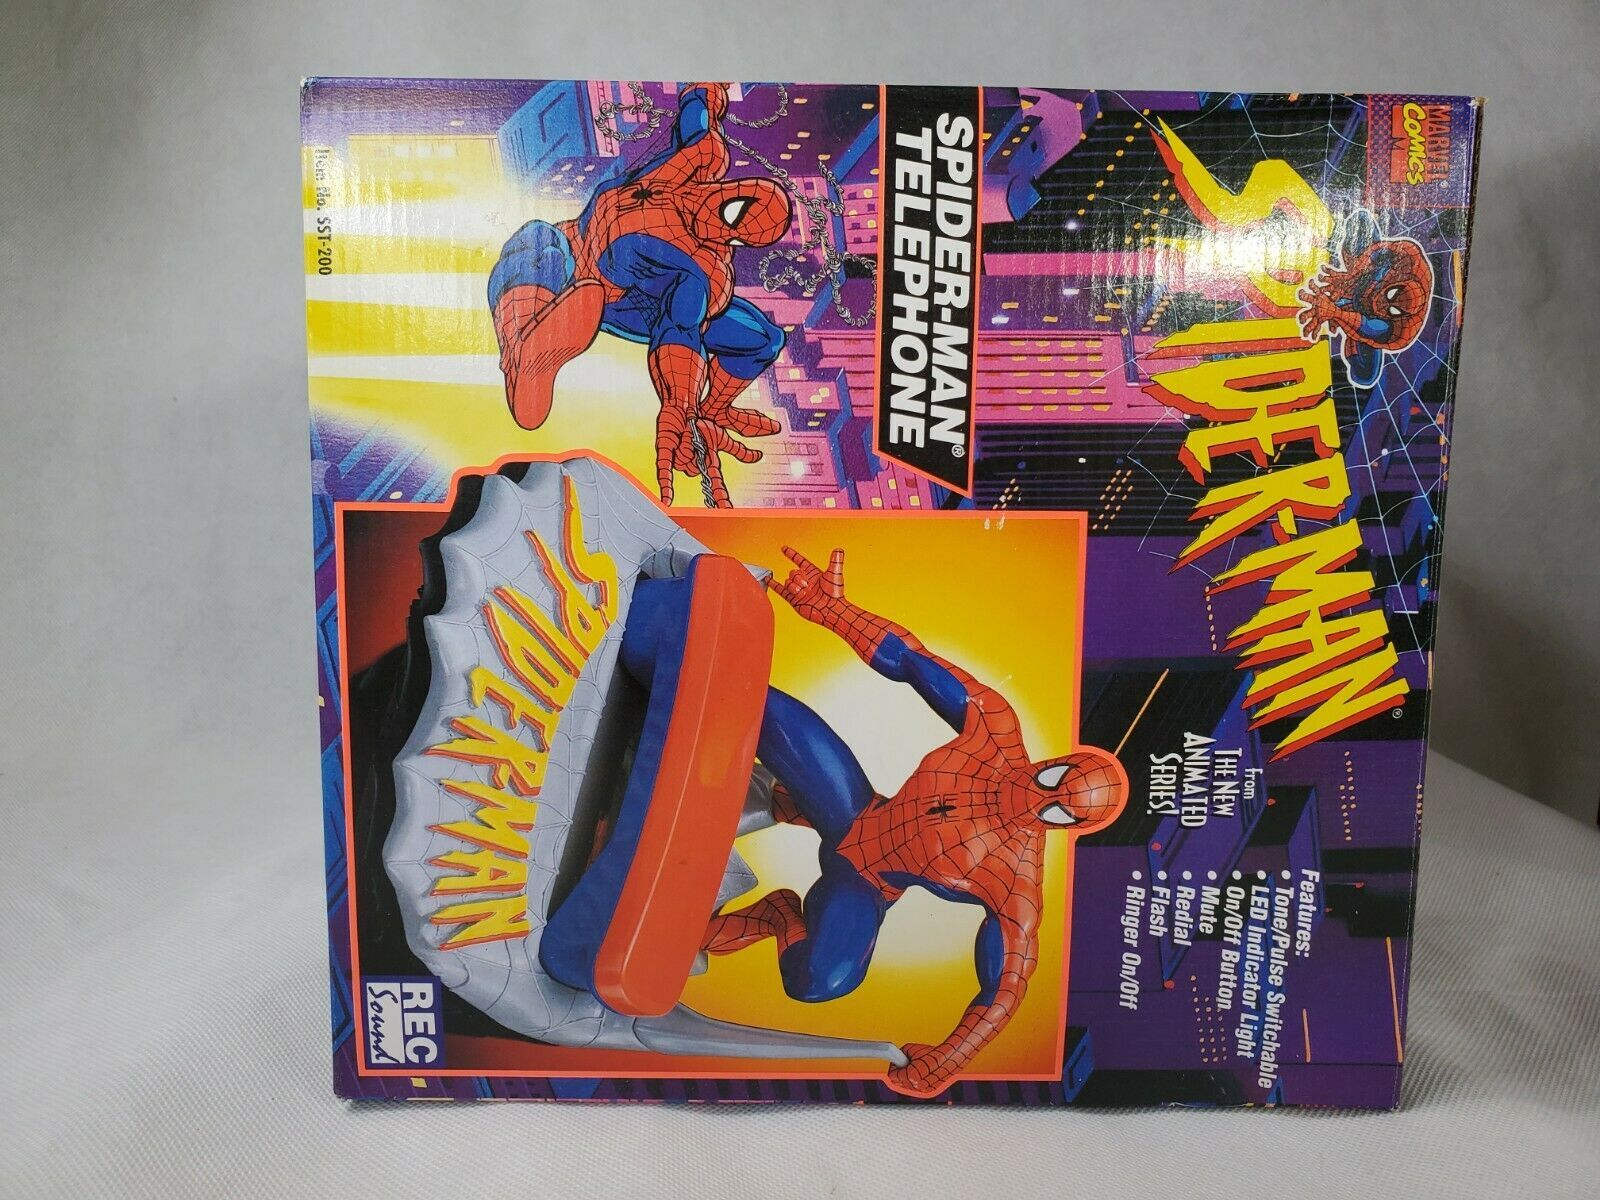 MARVEL®
COMICS
TM
SPIDER-MAN®
From
THE NEW
ANIMATED
SERIES!
SPIDER-MAN®
TELEPHONE
Features:
• Tone/Pulse Switchable
• LED Indicator Light
• On/Off Button
• Mute
• Redial
• Flash
• Ringer On/Off
SPIDER-MAN
REC
Sound
Item No. SST-200